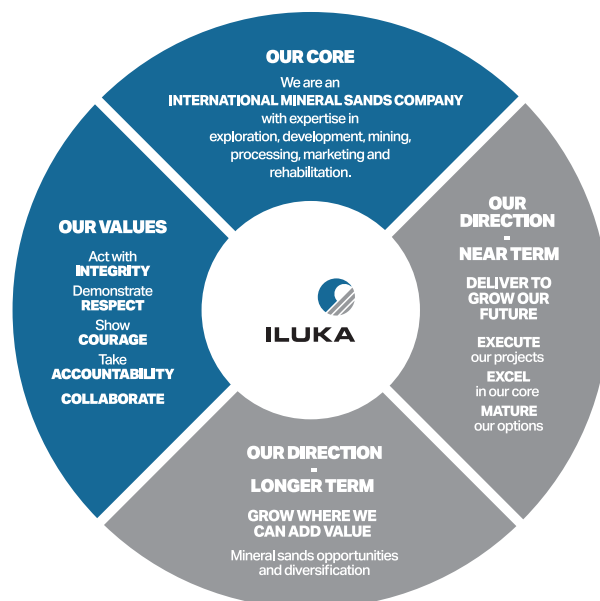 OUR CORE
We are an
INTERNATIONAL MINERAL SANDS COMPANY
with expertise in
exploration, development, mining,
processing, marketing and
rehabilitation.
OUR VALUES
Act with
INTEGRITY
Demonstrate
RESPECT
Show
COURAGE
Take
ACCOUNTABILITY
COLLABORATE
ILUKA
OUR
DIRECTION
-
NEAR TERM
DELIVER TO
GROW OUR
FUTURE
EXECUTE
our projects
EXCEL
in our core
MATURE
our options
OUR DIRECTION
-
LONGER TERM
GROW WHERE WE
CAN ADD VALUE
Mineral sands opportunities
and diversification